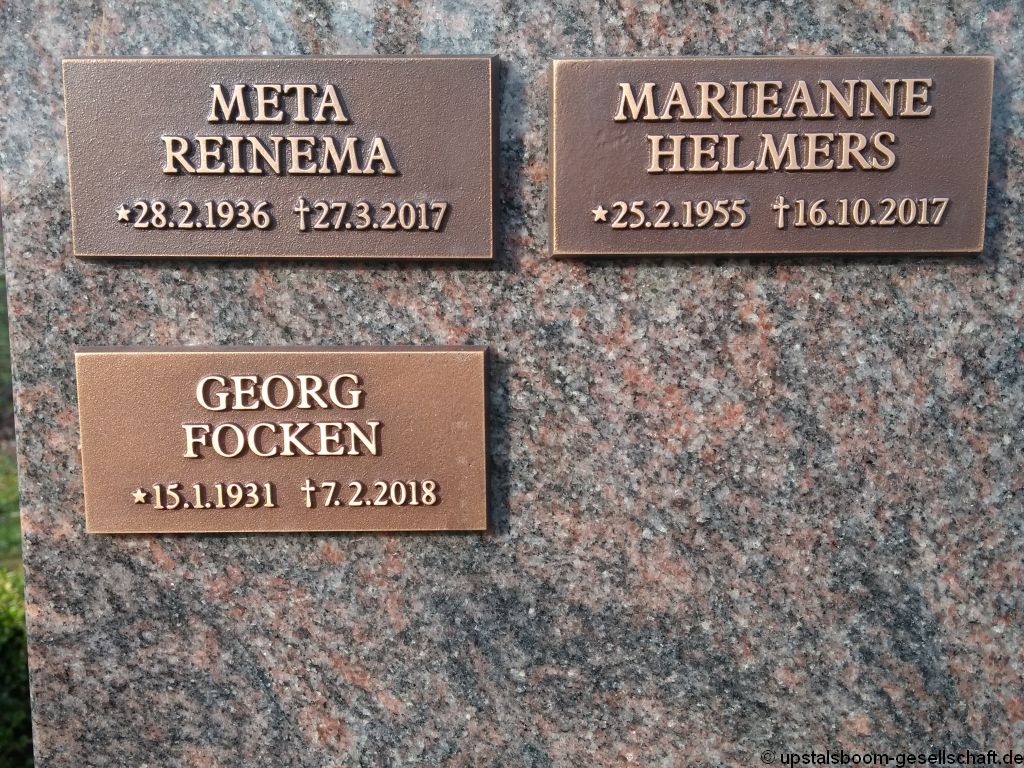 META
REINEMA
★28.2.1936 †27.3.2017
MARIEANNE
HELMERS
★25.2.1955 †16.10.2017
GEORG
FOCKEN
★15.1.1931 †7.2.2018
© upstalsboom-gesellschaft.de